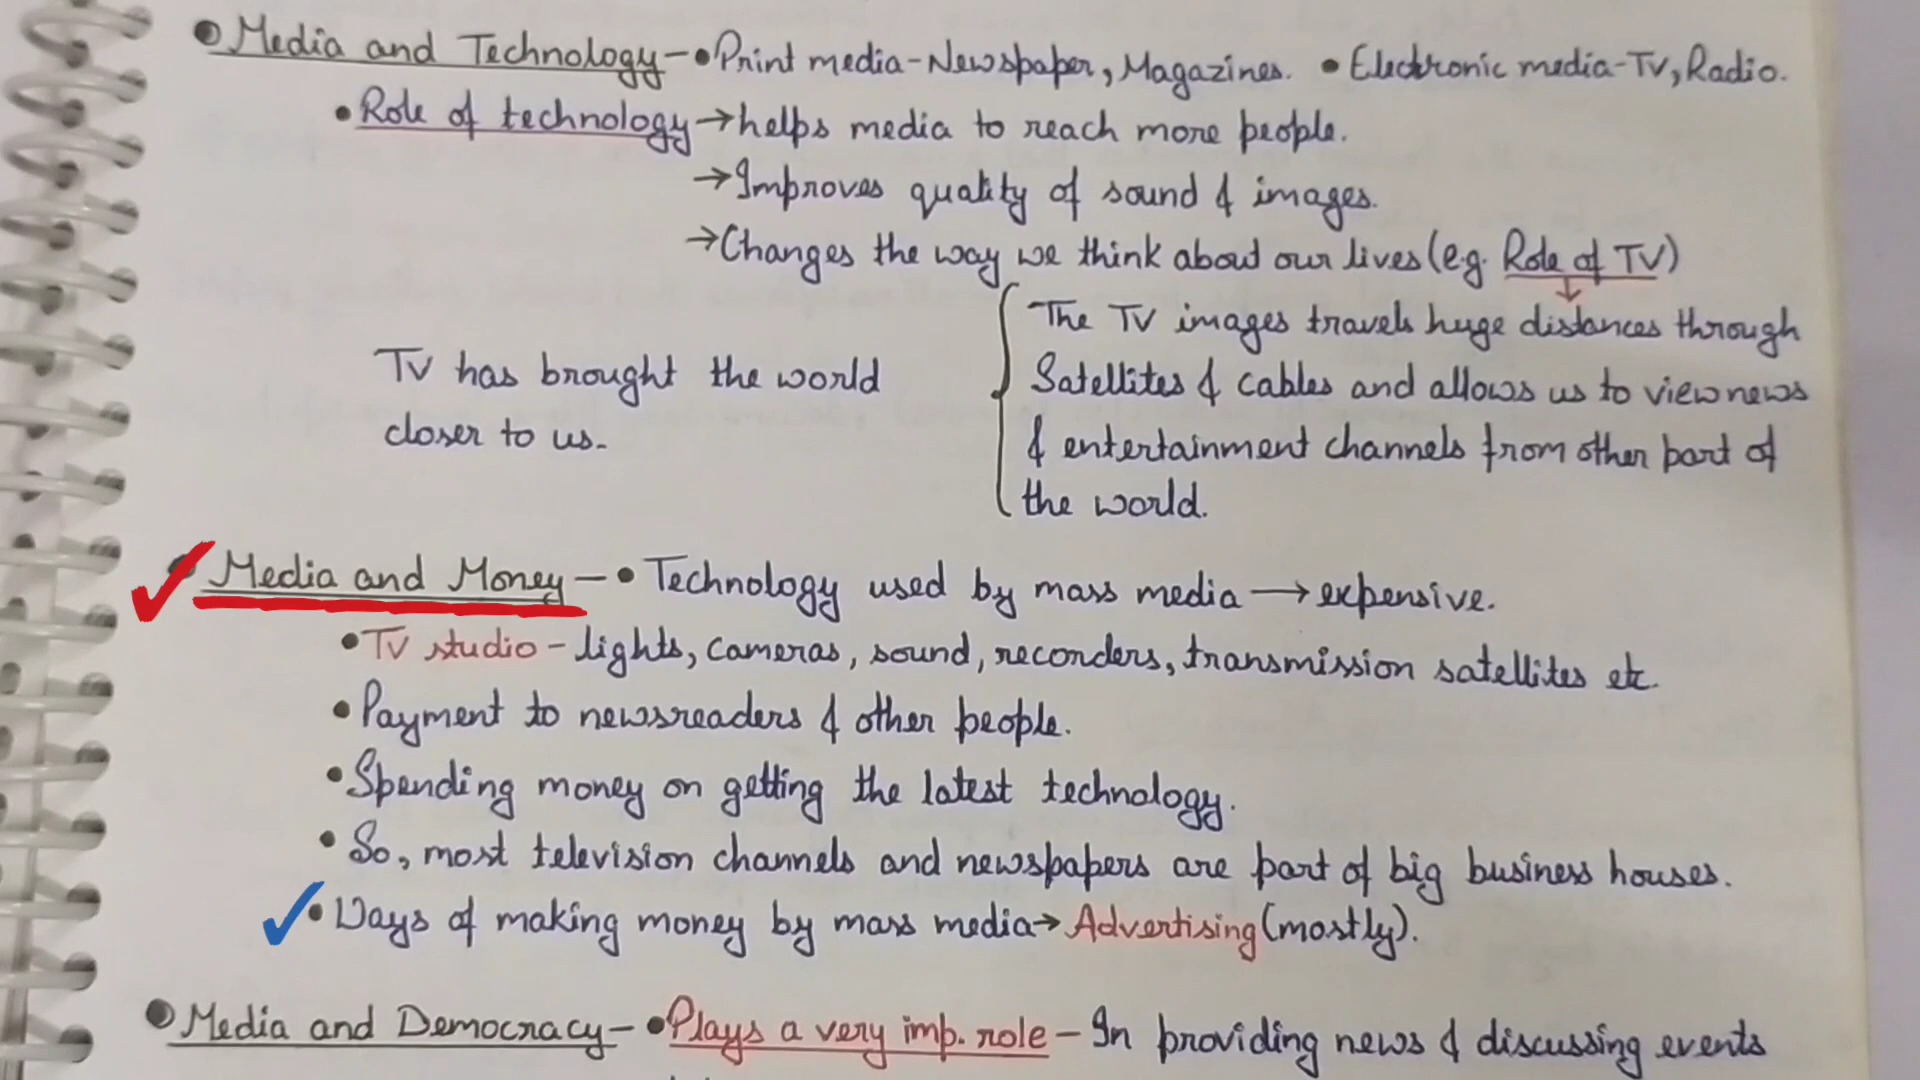 Media and Technology - • Print media - Newspaper, Magazines. • Electronic media - TV, Radio.
• Role of technology → helps media to reach more people.
→ Improves quality of sound & images.
→ Changes the way we think about our lives (e.g. Role of TV)
TV has brought the world
closer to us.
The TV images travels huge distances through
Satellites & cables and allows us to view news
& entertainment channels from other part of
the world.
Media and Money - • Technology used by mass media → expensive.
• TV studio - lights, cameras, sound, recorders, transmission satellites etc.
• Payment to newsreaders & other people.
• Spending money on getting the latest technology.
• So, most television channels and newspapers are part of big business houses.
• Ways of making money by mass media → Advertising (mostly).
• Media and Democracy - • Plays a very imp. role - In providing news & discussing events